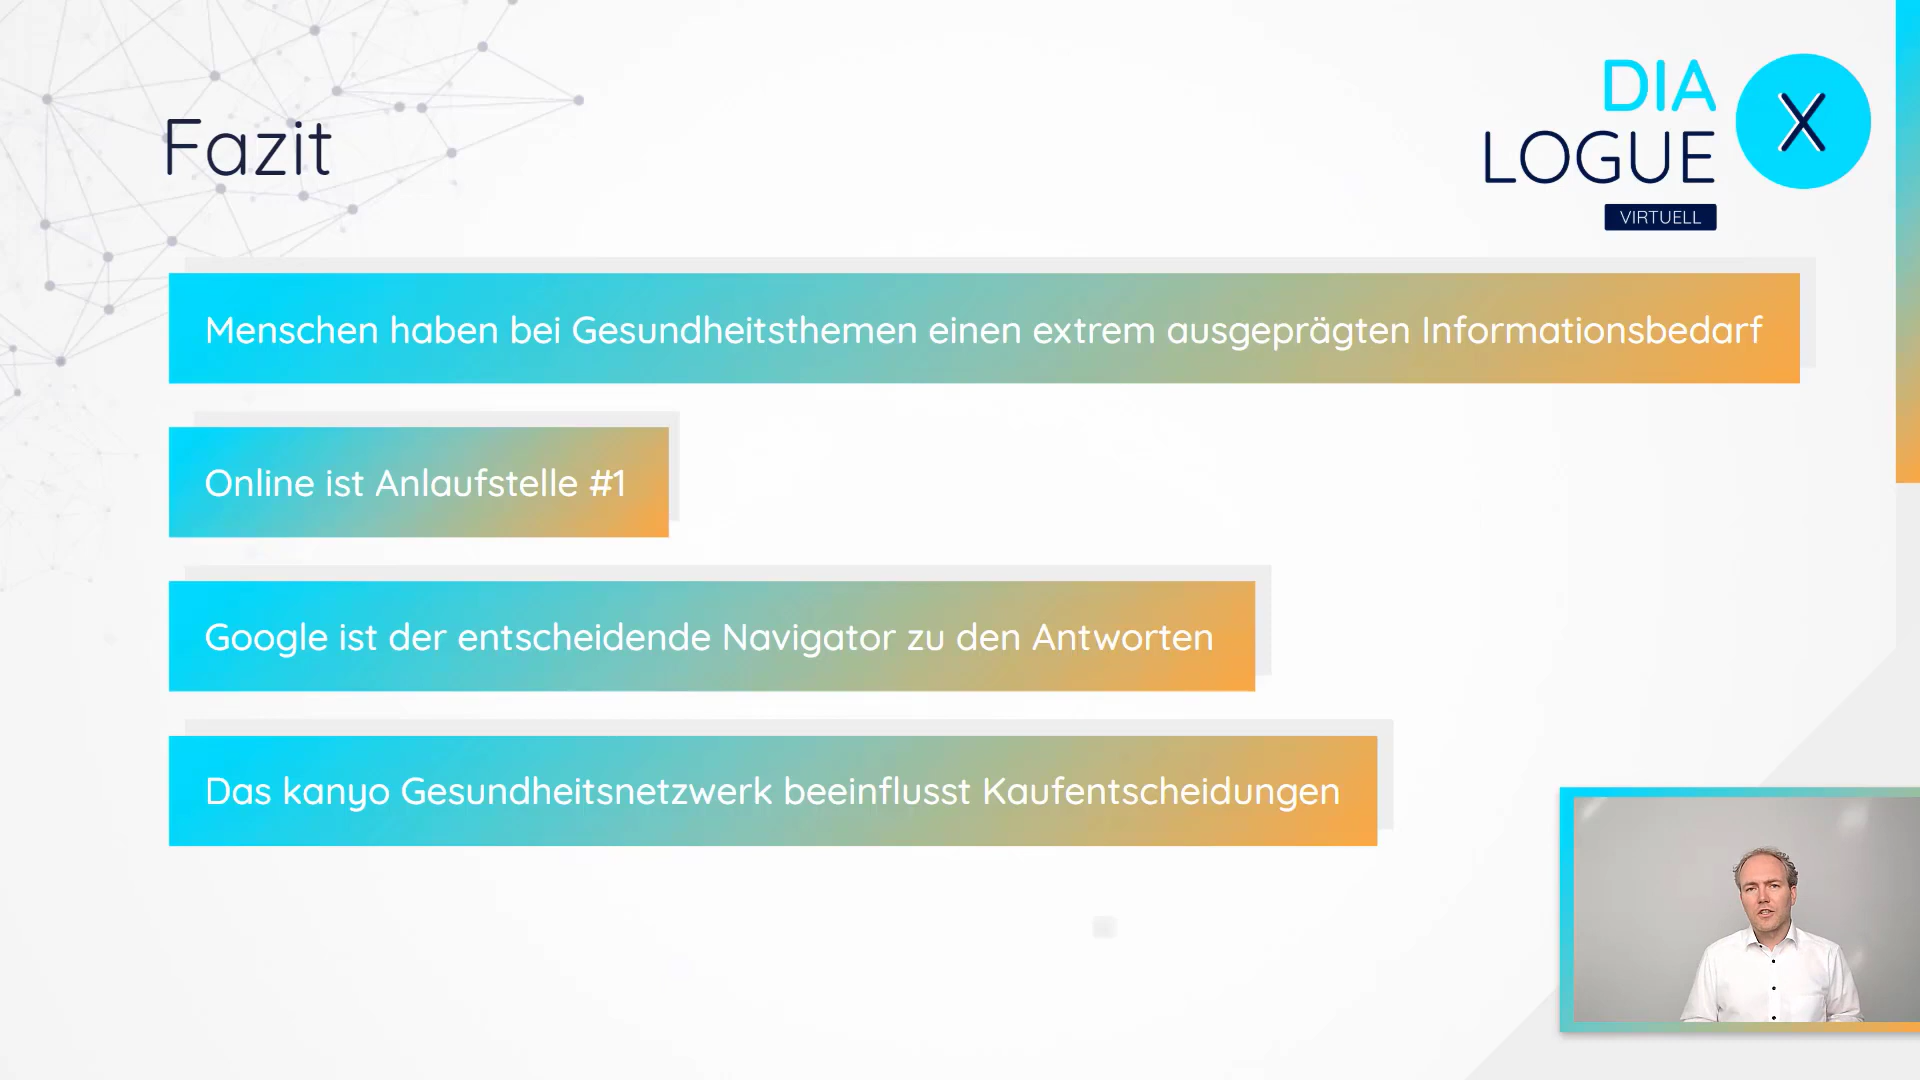 Fazit
DIA
LOGUE
X
VIRTUELL
Menschen haben bei Gesundheitsthemen einen extrem ausgeprägten Informationsbedarf
Online ist Anlaufstelle #1
Google ist der entscheidende Navigator zu den Antworten
Das kanyo Gesundheitsnetzwerk beeinflusst Kaufentscheidungen